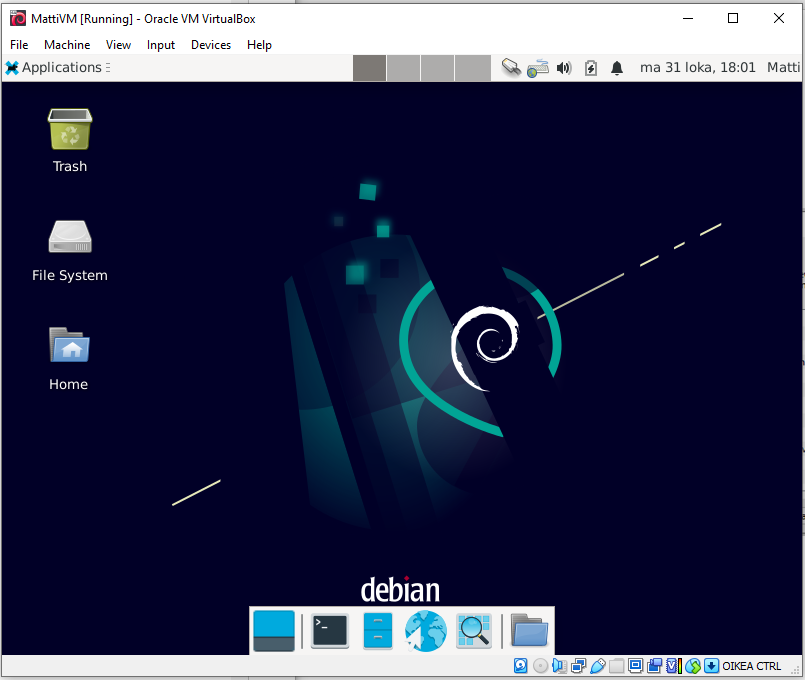 MattiVM [Running] - Oracle VM VirtualBox
File Machine View Input Devices Help
Applications ma 31 loka, 18:01 Matti
Trash
File System
Home
debian
>_
OIKEA CTRL